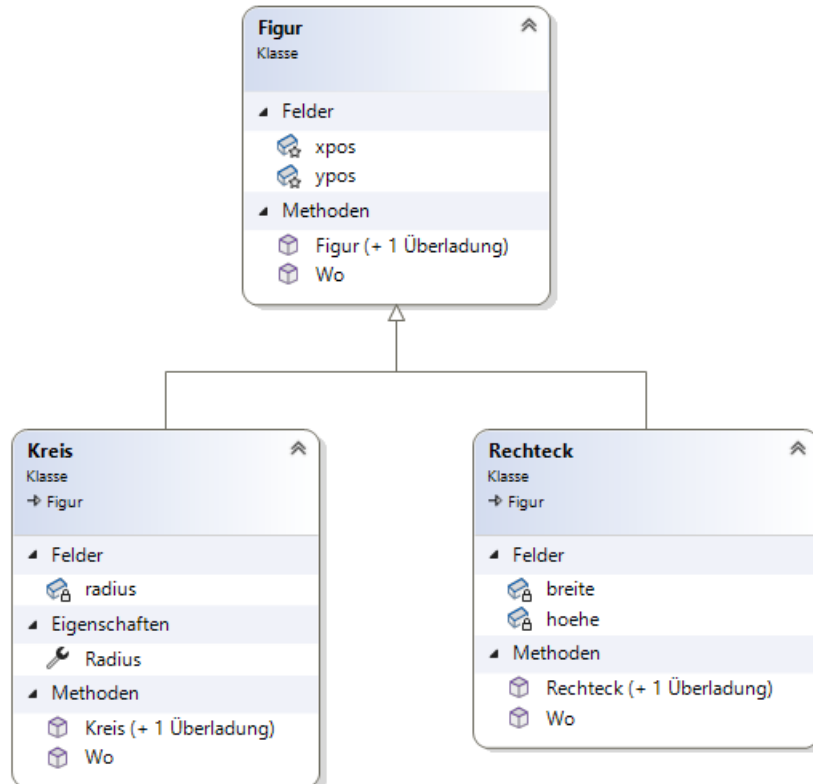 Figur
Klasse
Felder
xpos
ypos
Methoden
Figur (+ 1 Überladung)
Wo
Kreis
Klasse
Figur
Felder
radius
Eigenschaften
Radius
Methoden
Kreis (+ 1 Überladung)
Wo
Rechteck
Klasse
Figur
Felder
breite
hoehe
Methoden
Rechteck (+ 1 Überladung)
Wo